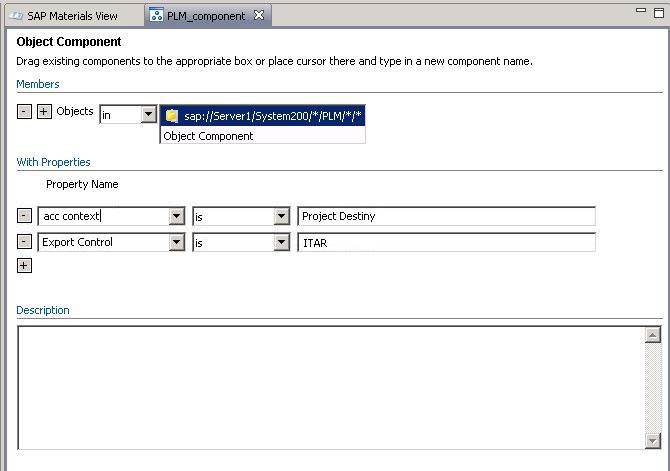 SAP Materials View PLM_component
Object Component
Drag existing components to the appropriate box or place cursor there and type in a new component name.
Members
- + Objects in sap://Server1/System200/*/PLM/*/*
Object Component
With Properties
Property Name
- acc context is Project Destiny
- Export Control is ITAR
+
Description